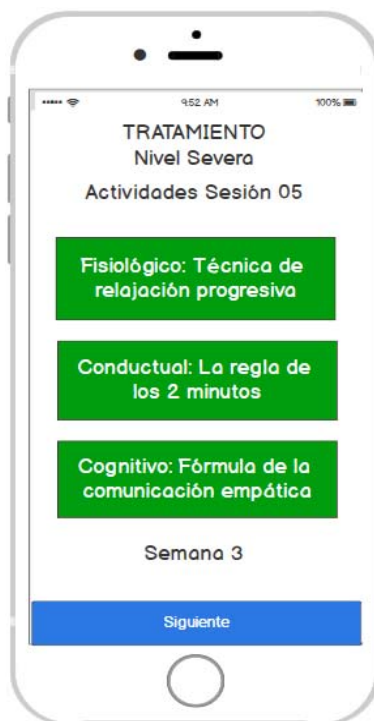 9:52 AM 100%
TRATAMIENTO
Nivel Severa
Actividades Sesión 05
Fisiológico: Técnica de
relajación progresiva
Conductual: La regla de
los 2 minutos
Cognitivo: Fórmula de la
comunicación empática
Semana 3
Siguiente